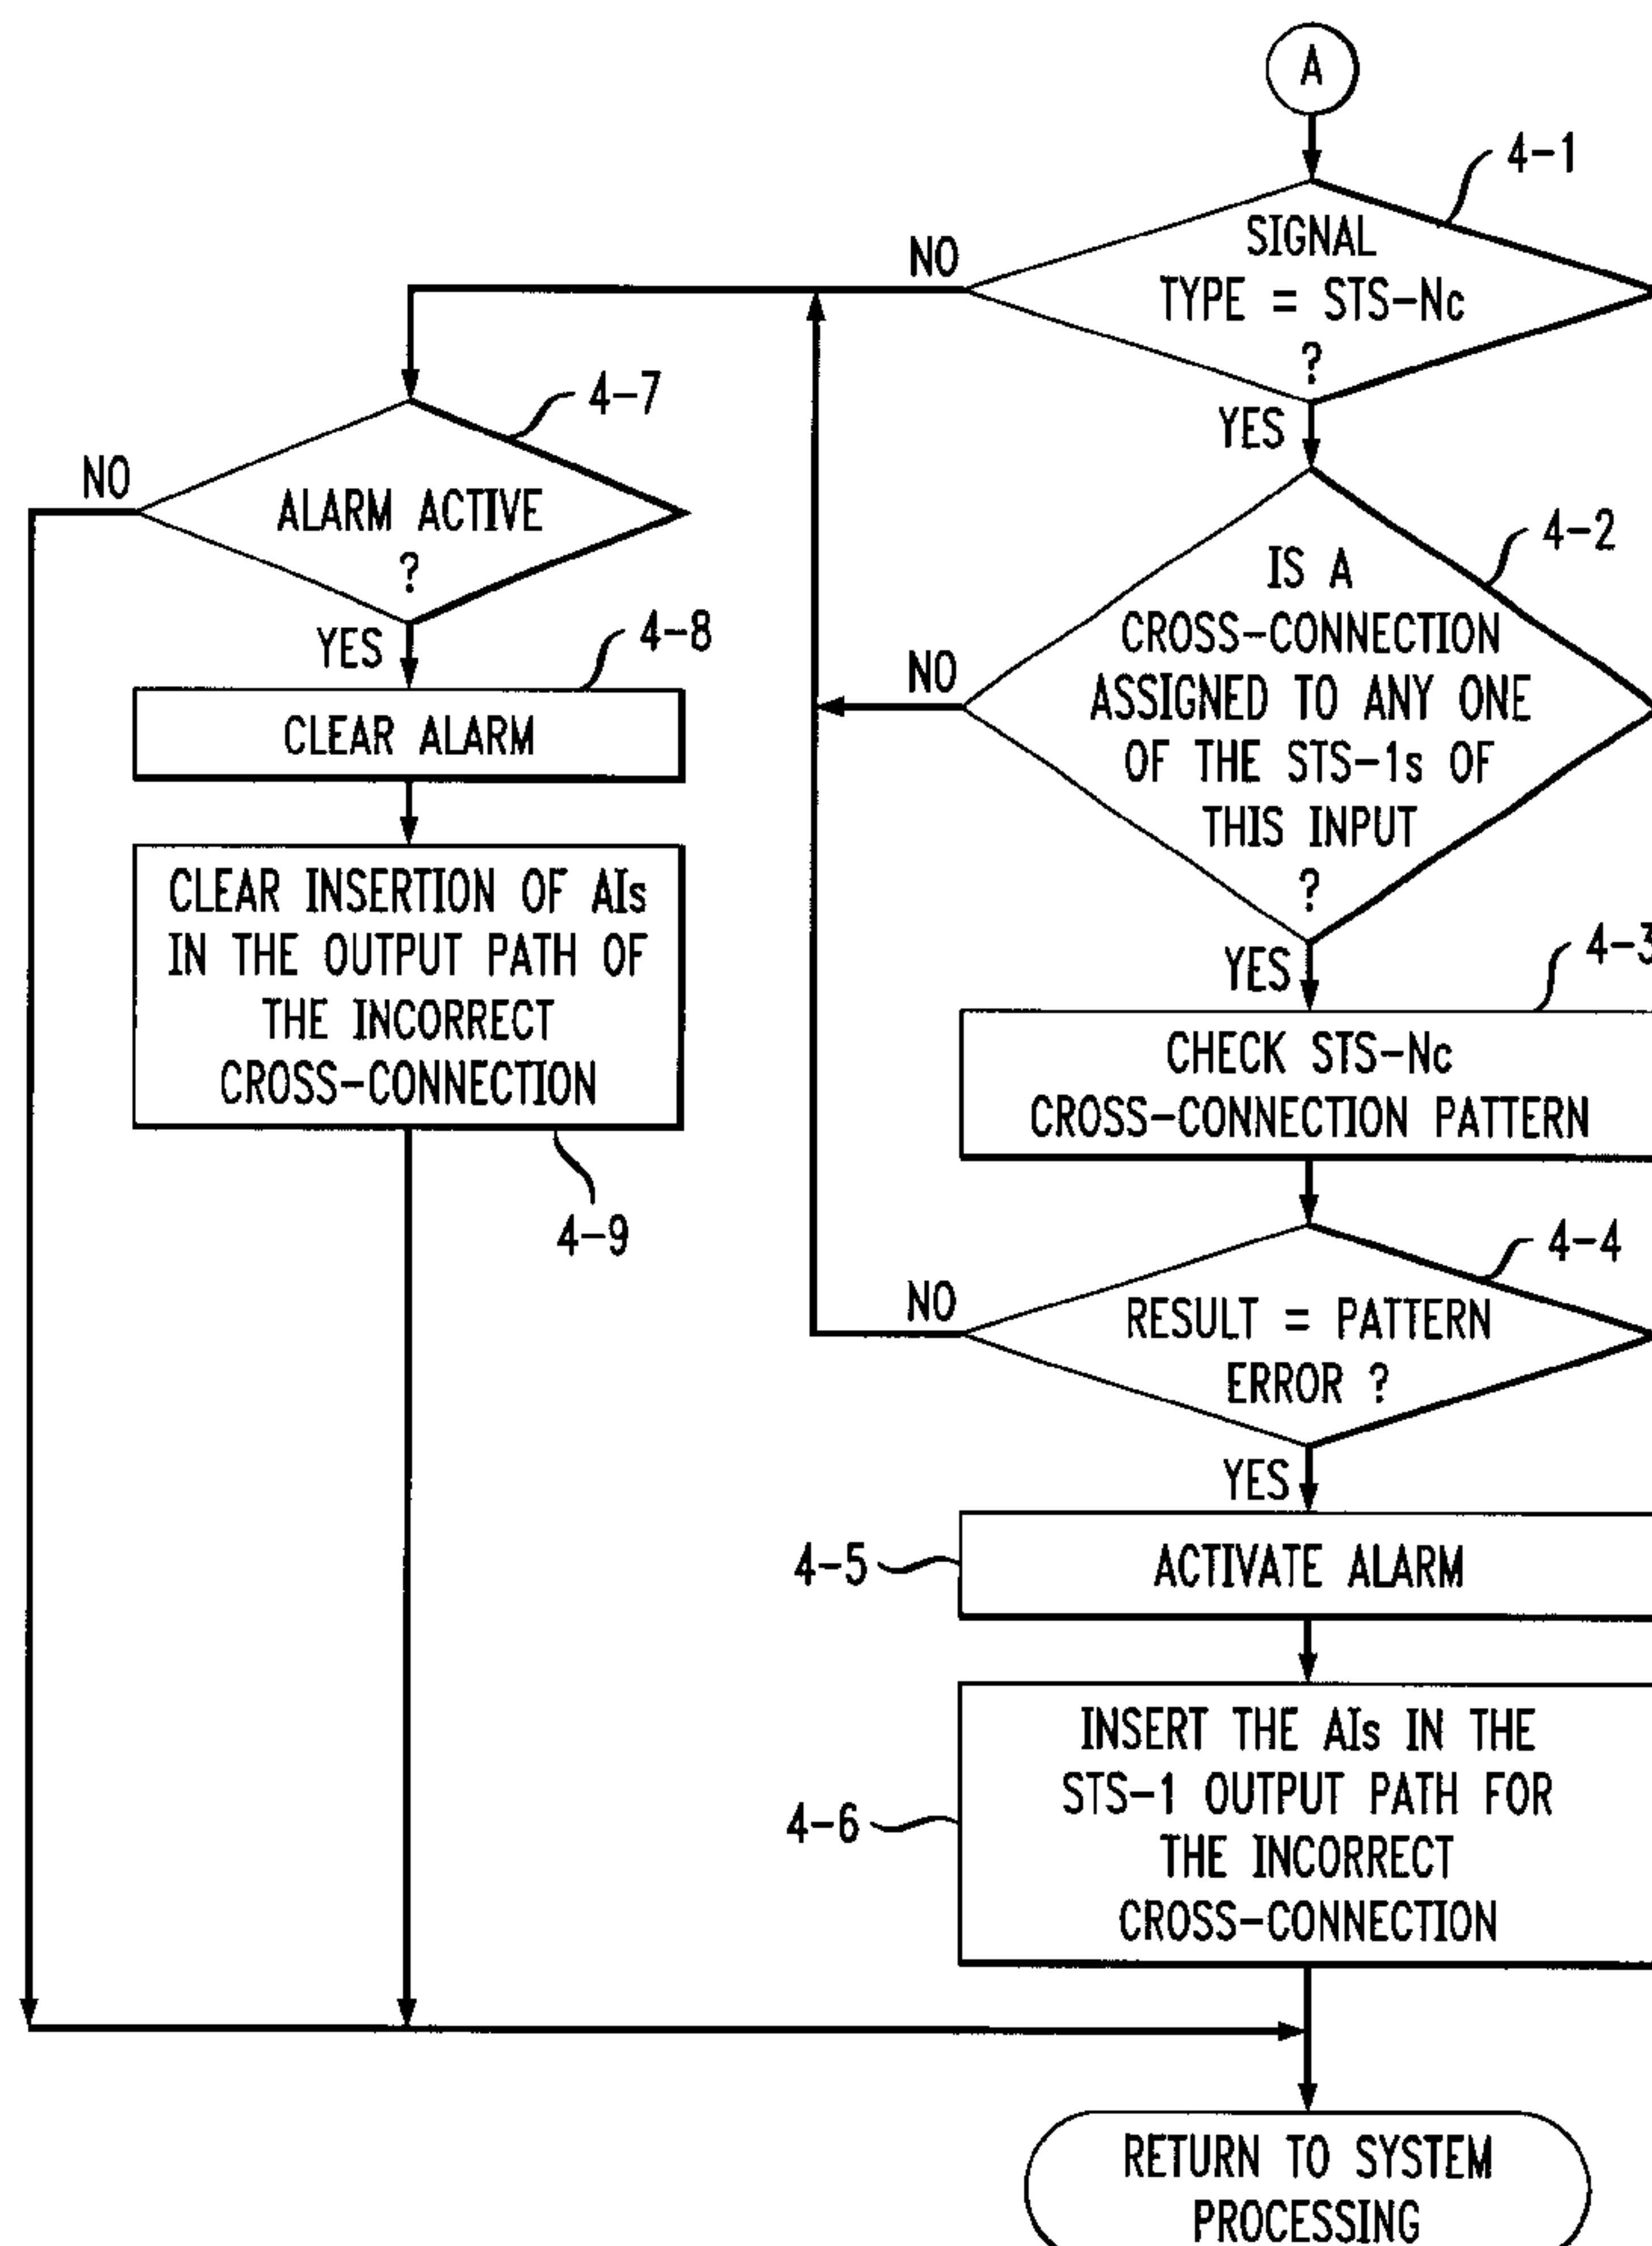 A
4-1
SIGNAL
TYPE = STS-Nc
?
NO
YES
4-7
ALARM ACTIVE
?
NO
YES
4-2
IS A
CROSS-CONNECTION
ASSIGNED TO ANY ONE
OF THE STS-1s OF
THIS INPUT
?
NO
YES
4-8
CLEAR ALARM
CLEAR INSERTION OF AIs
IN THE OUTPUT PATH OF
THE INCORRECT
CROSS-CONNECTION
4-9
4-3
CHECK STS-Nc
CROSS-CONNECTION PATTERN
4-4
RESULT = PATTERN
ERROR ?
NO
YES
4-5
ACTIVATE ALARM
4-6
INSERT THE AIs IN THE
STS-1 OUTPUT PATH FOR
THE INCORRECT
CROSS-CONNECTION
RETURN TO SYSTEM
PROCESSING